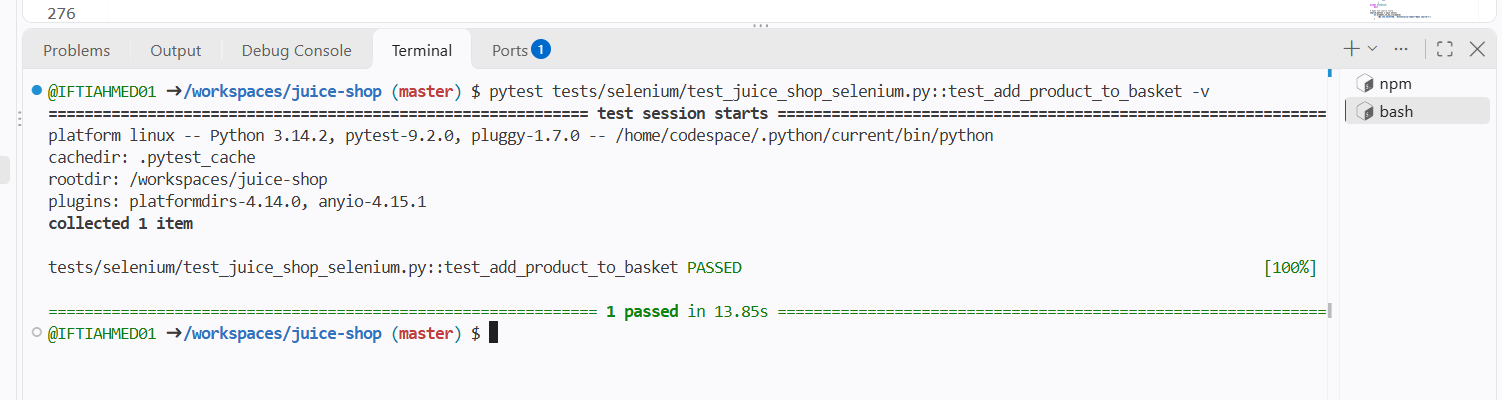 276
Problems Output Debug Console Terminal Ports 1
@IFTIAHMED01 ➜/workspaces/juice-shop (master) $ pytest tests/selenium/test_juice_shop_selenium.py::test_add_product_to_basket -v
============================================================ test session starts =============================================================
platform linux -- Python 3.14.2, pytest-9.2.0, pluggy-1.7.0 -- /home/codespace/.python/current/bin/python
cachedir: .pytest_cache
rootdir: /workspaces/juice-shop
plugins: platformdirs-4.14.0, anyio-4.15.1
collected 1 item
tests/selenium/test_juice_shop_selenium.py::test_add_product_to_basket PASSED [100%]
============================================================= 1 passed in 13.85s =============================================================
@IFTIAHMED01 ➜/workspaces/juice-shop (master) $
npm
bash